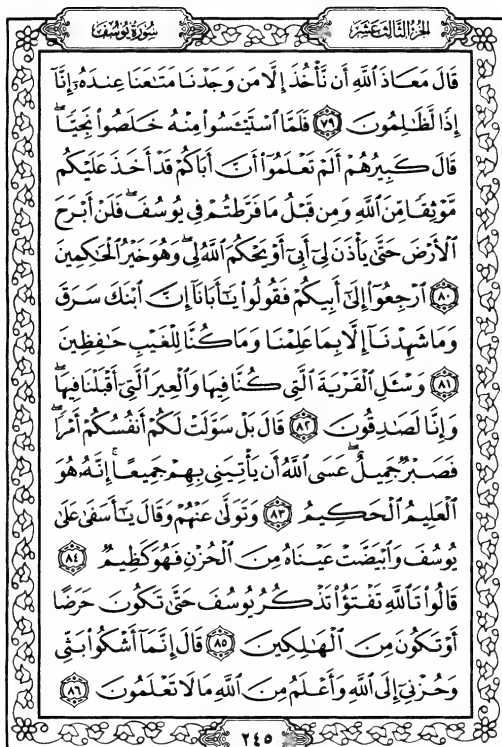 الجزء الثالث عشر
سورة يوسف
قَالَ مَعَاذَ ٱللَّهِ أَن نَّأْخُذَ إِلَّا مَن وَجَدْنَا مَتَٰعَنَا عِندَهُۥٓ إِنَّآ
إِذًا لَّظَٰلِمُونَ ٧٩ فَلَمَّا ٱسْتَيْـَٔسُوا۟ مِنْهُ خَلَصُوا۟ نَجِيًّا ۖ
قَالَ كَبِيرُهُمْ أَلَمْ تَعْلَمُوٓا۟ أَنَّ أَبَاكُمْ قَدْ أَخَذَ عَلَيْكُم
مَّوْثِقًا مِّنَ ٱللَّهِ وَمِن قَبْلُ مَا فَرَّطتُمْ فِى يُوسُفَ ۖ فَلَنْ أَبْرَحَ
ٱلْأَرْضَ حَتَّىٰ يَأْذَنَ لِىٓ أَبِىٓ أَوْ يَحْكُمَ ٱللَّهُ لِى ۖ وَهُوَ خَيْرُ ٱلْحَٰكِمِينَ
٨٠ ٱرْجِعُوٓا۟ إِلَىٰٓ أَبِيكُمْ فَقُولُوا۟ يَٰٓأَبَانَآ إِنَّ ٱبْنَكَ سَرَقَ
وَمَا شَهِدْنَآ إِلَّا بِمَا عَلِمْنَا وَمَا كُنَّا لِلْغَيْبِ حَٰفِظِينَ
٨١ وَسْـَٔلِ ٱلْقَرْيَةَ ٱلَّتِى كُنَّا فِيهَا وَٱلْعِيرَ ٱلَّتِىٓ أَقْبَلْنَا فِيهَا ۖ
وَإِنَّا لَصَٰدِقُونَ ٨٢ قَالَ بَلْ سَوَّلَتْ لَكُمْ أَنفُسُكُمْ أَمْرًا ۖ
فَصَبْرٌ جَمِيلٌ ۖ عَسَى ٱللَّهُ أَن يَأْتِيَنِى بِهِمْ جَمِيعًا ۚ إِنَّهُۥ هُوَ
ٱلْعَلِيمُ ٱلْحَكِيمُ ٨٣ وَتَوَلَّىٰ عَنْهُمْ وَقَالَ يَٰٓأَسَفَىٰ عَلَىٰ
يُوسُفَ وَٱبْيَضَّتْ عَيْنَاهُ مِنَ ٱلْحُزْنِ فَهُوَ كَظِيمٌ ٨٤
قَالُوا۟ تَٱللَّهِ تَفْتَؤُا۟ تَذْكُرُ يُوسُفَ حَتَّىٰ تَكُونَ حَرَضًا
أَوْ تَكُونَ مِنَ ٱلْهَٰلِكِينَ ٨٥ قَالَ إِنَّمَآ أَشْكُوا۟ بَثِّى
وَحُزْنِىٓ إِلَى ٱللَّهِ وَأَعْلَمُ مِنَ ٱللَّهِ مَا لَا تَعْلَمُونَ ٨٦
٢٤٥